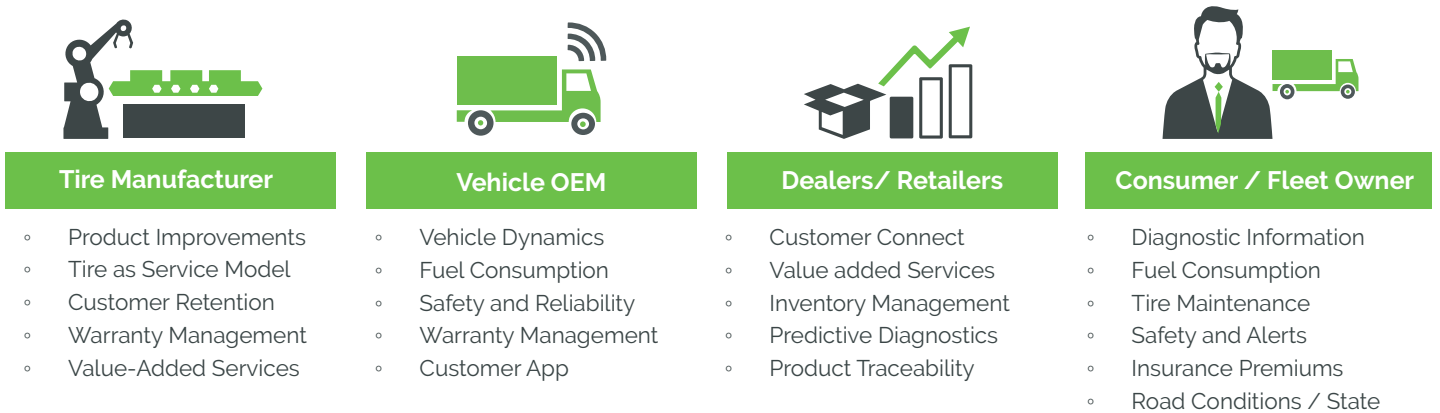 Tire Manufacturer
Product Improvements
Tire as Service Model
Customer Retention
Warranty Management
Value-Added Services
Vehicle OEM
Vehicle Dynamics
Fuel Consumption
Safety and Reliability
Warranty Management
Customer App
Dealers/ Retailers
Customer Connect
Value added Services
Inventory Management
Predictive Diagnostics
Product Traceability
Consumer / Fleet Owner
Diagnostic Information
Fuel Consumption
Tire Maintenance
Safety and Alerts
Insurance Premiums
Road Conditions / State